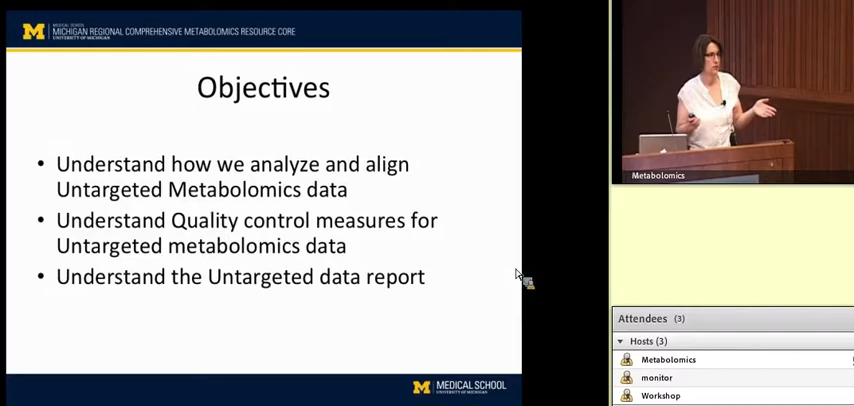 MEDICAL SCHOOL
MICHIGAN REGIONAL COMPREHENSIVE METABOLOMICS RESOURCE CORE
UNIVERSITY OF MICHIGAN
Objectives
• Understand how we analyze and align
Untargeted Metabolomics data
• Understand Quality control measures for
Untargeted metabolomics data
• Understand the Untargeted data report
MEDICAL SCHOOL
UNIVERSITY OF MICHIGAN
Metabolomics
Attendees (3)
Hosts (3)
Metabolomics
monitor
Workshop